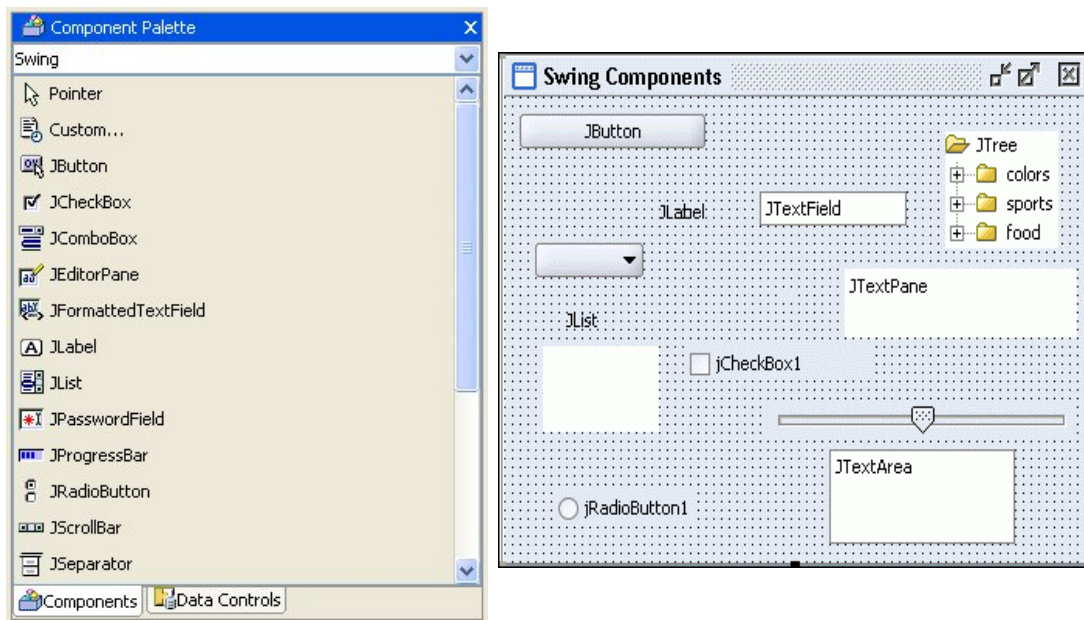 Component Palette
Swing
Pointer
Custom...
JButton
JCheckBox
JComboBox
JEditorPane
JFormattedTextField
JLabel
JList
JPasswordField
JProgressBar
JRadioButton
JScrollBar
JSeparator
Components
Data Controls
Swing Components
JButton
JTree
colors
sports
food
JLabel
JTextField
JTextPane
JList
jCheckBox1
JTextArea
jRadioButton1